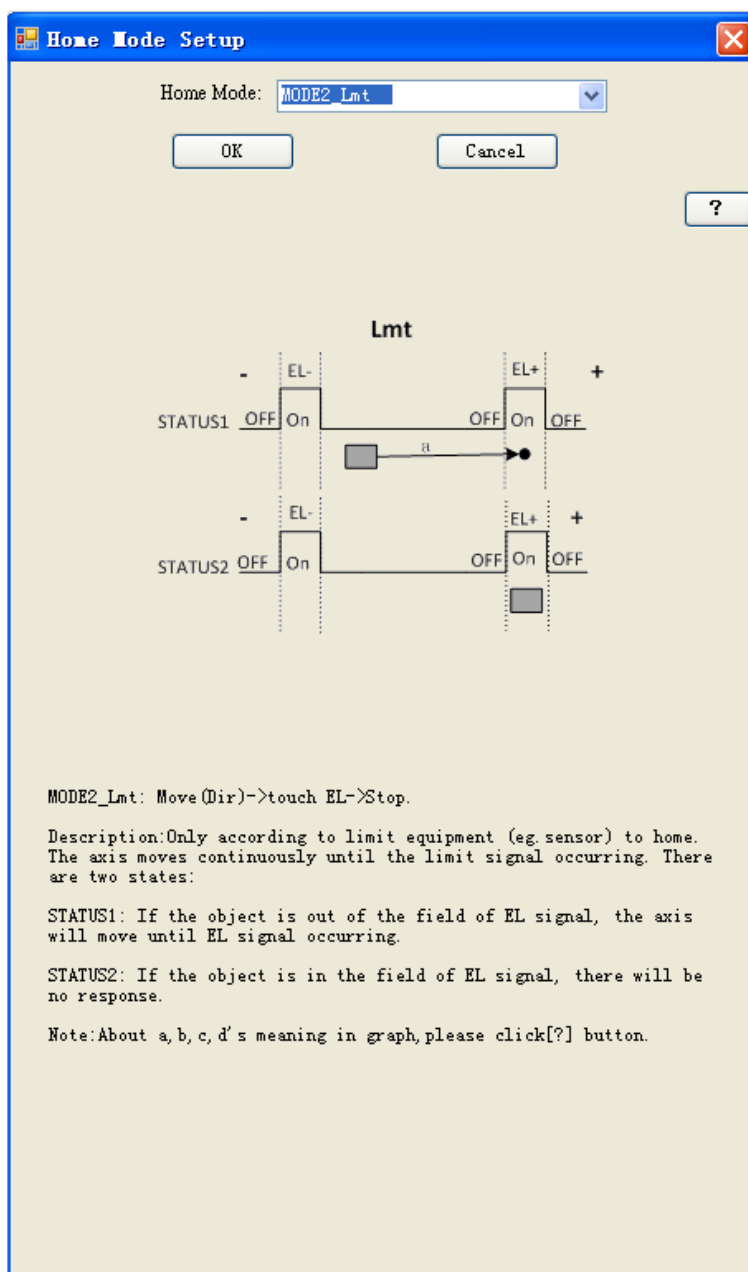 Home Mode Setup
Home Mode: MODE2_Lmt
OK Cancel
?
Lmt
- EL- EL+ +
STATUS1 OFF On OFF On OFF
a
- EL- EL+ +
STATUS2 OFF On OFF On OFF
MODE2_Lmt: Move(Dir)->touch EL->Stop.
Description:Only according to limit equipment (eg.sensor) to home.
The axis moves continuously until the limit signal occurring. There
are two states:
STATUS1: If the object is out of the field of EL signal, the axis
will move until EL signal occurring.
STATUS2: If the object is in the field of EL signal, there will be
no response.
Note:About a,b,c,d's meaning in graph,please click[?] button.